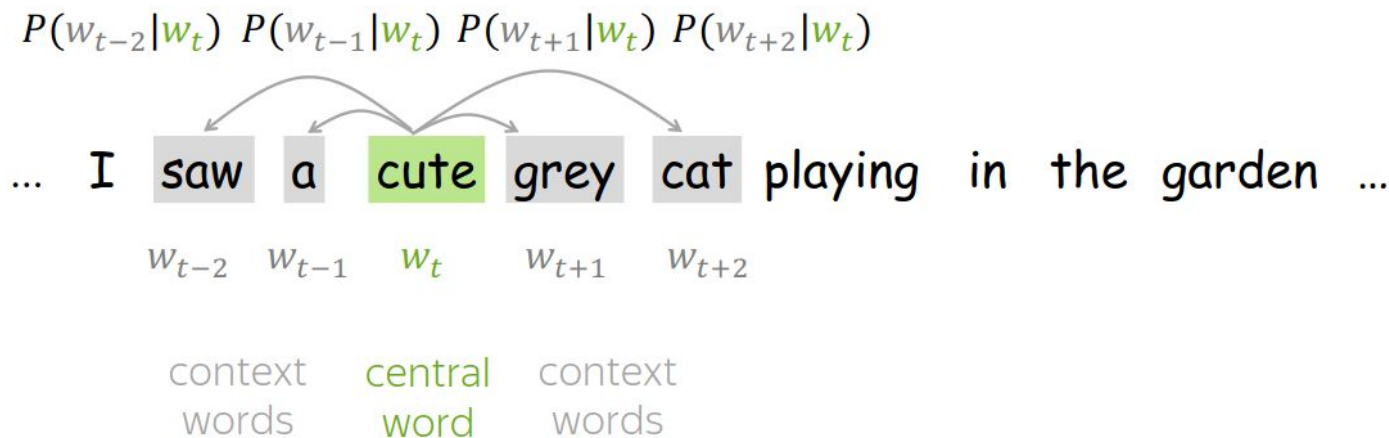 P(w_{t−2}|w_t) P(w_{t−1}|w_t) P(w_{t+1}|w_t) P(w_{t+2}|w_t)
... I saw a cute grey cat playing in the garden ...
w_{t−2} w_{t−1} w_t w_{t+1} w_{t+2}
context central context
words word words